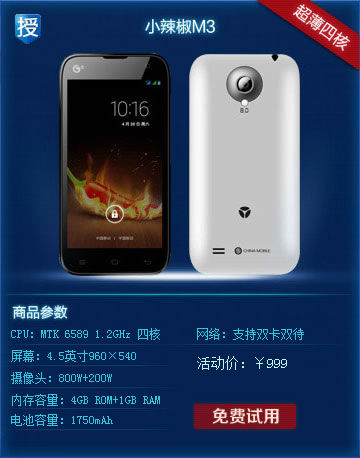 授
小辣椒M3
超薄四核
10:16
8.0
CHINA MOBILE
商品参数
CPU: MTK 6589 1.2GHz 四核
网络: 支持双卡双待
屏幕: 4.5英寸960×540
活动价: ￥999
摄像头: 800W+200W
内存容量: 4GB ROM+1GB RAM
电池容量: 1750mAh
免费试用